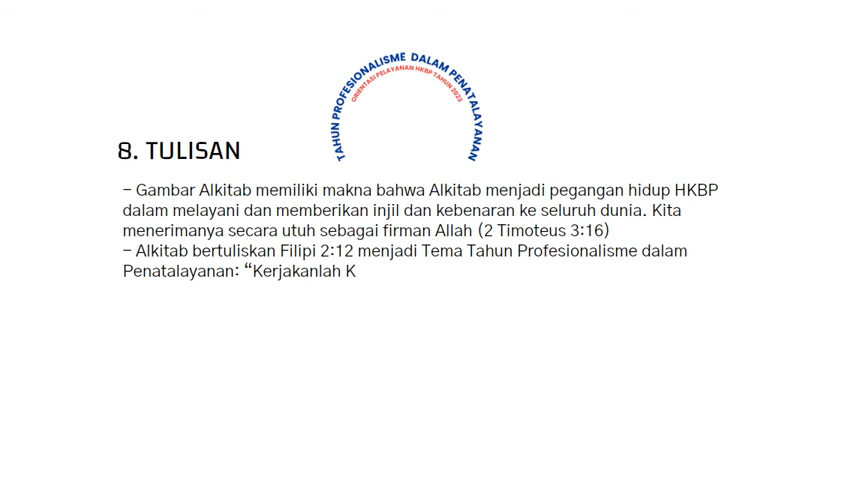 TAHUN PROFESIONALISME DALAM PENATALAYANAN
ORIENTASI PELAYANAN HKBP TAHUN 2023
8. TULISAN
- Gambar Alkitab memiliki makna bahwa Alkitab menjadi pegangan hidup HKBP
dalam melayani dan memberikan injil dan kebenaran ke seluruh dunia. Kita
menerimanya secara utuh sebagai firman Allah (2 Timoteus 3:16)
- Alkitab bertuliskan Filipi 2:12 menjadi Tema Tahun Profesionalisme dalam
Penatalayanan: “Kerjakanlah K